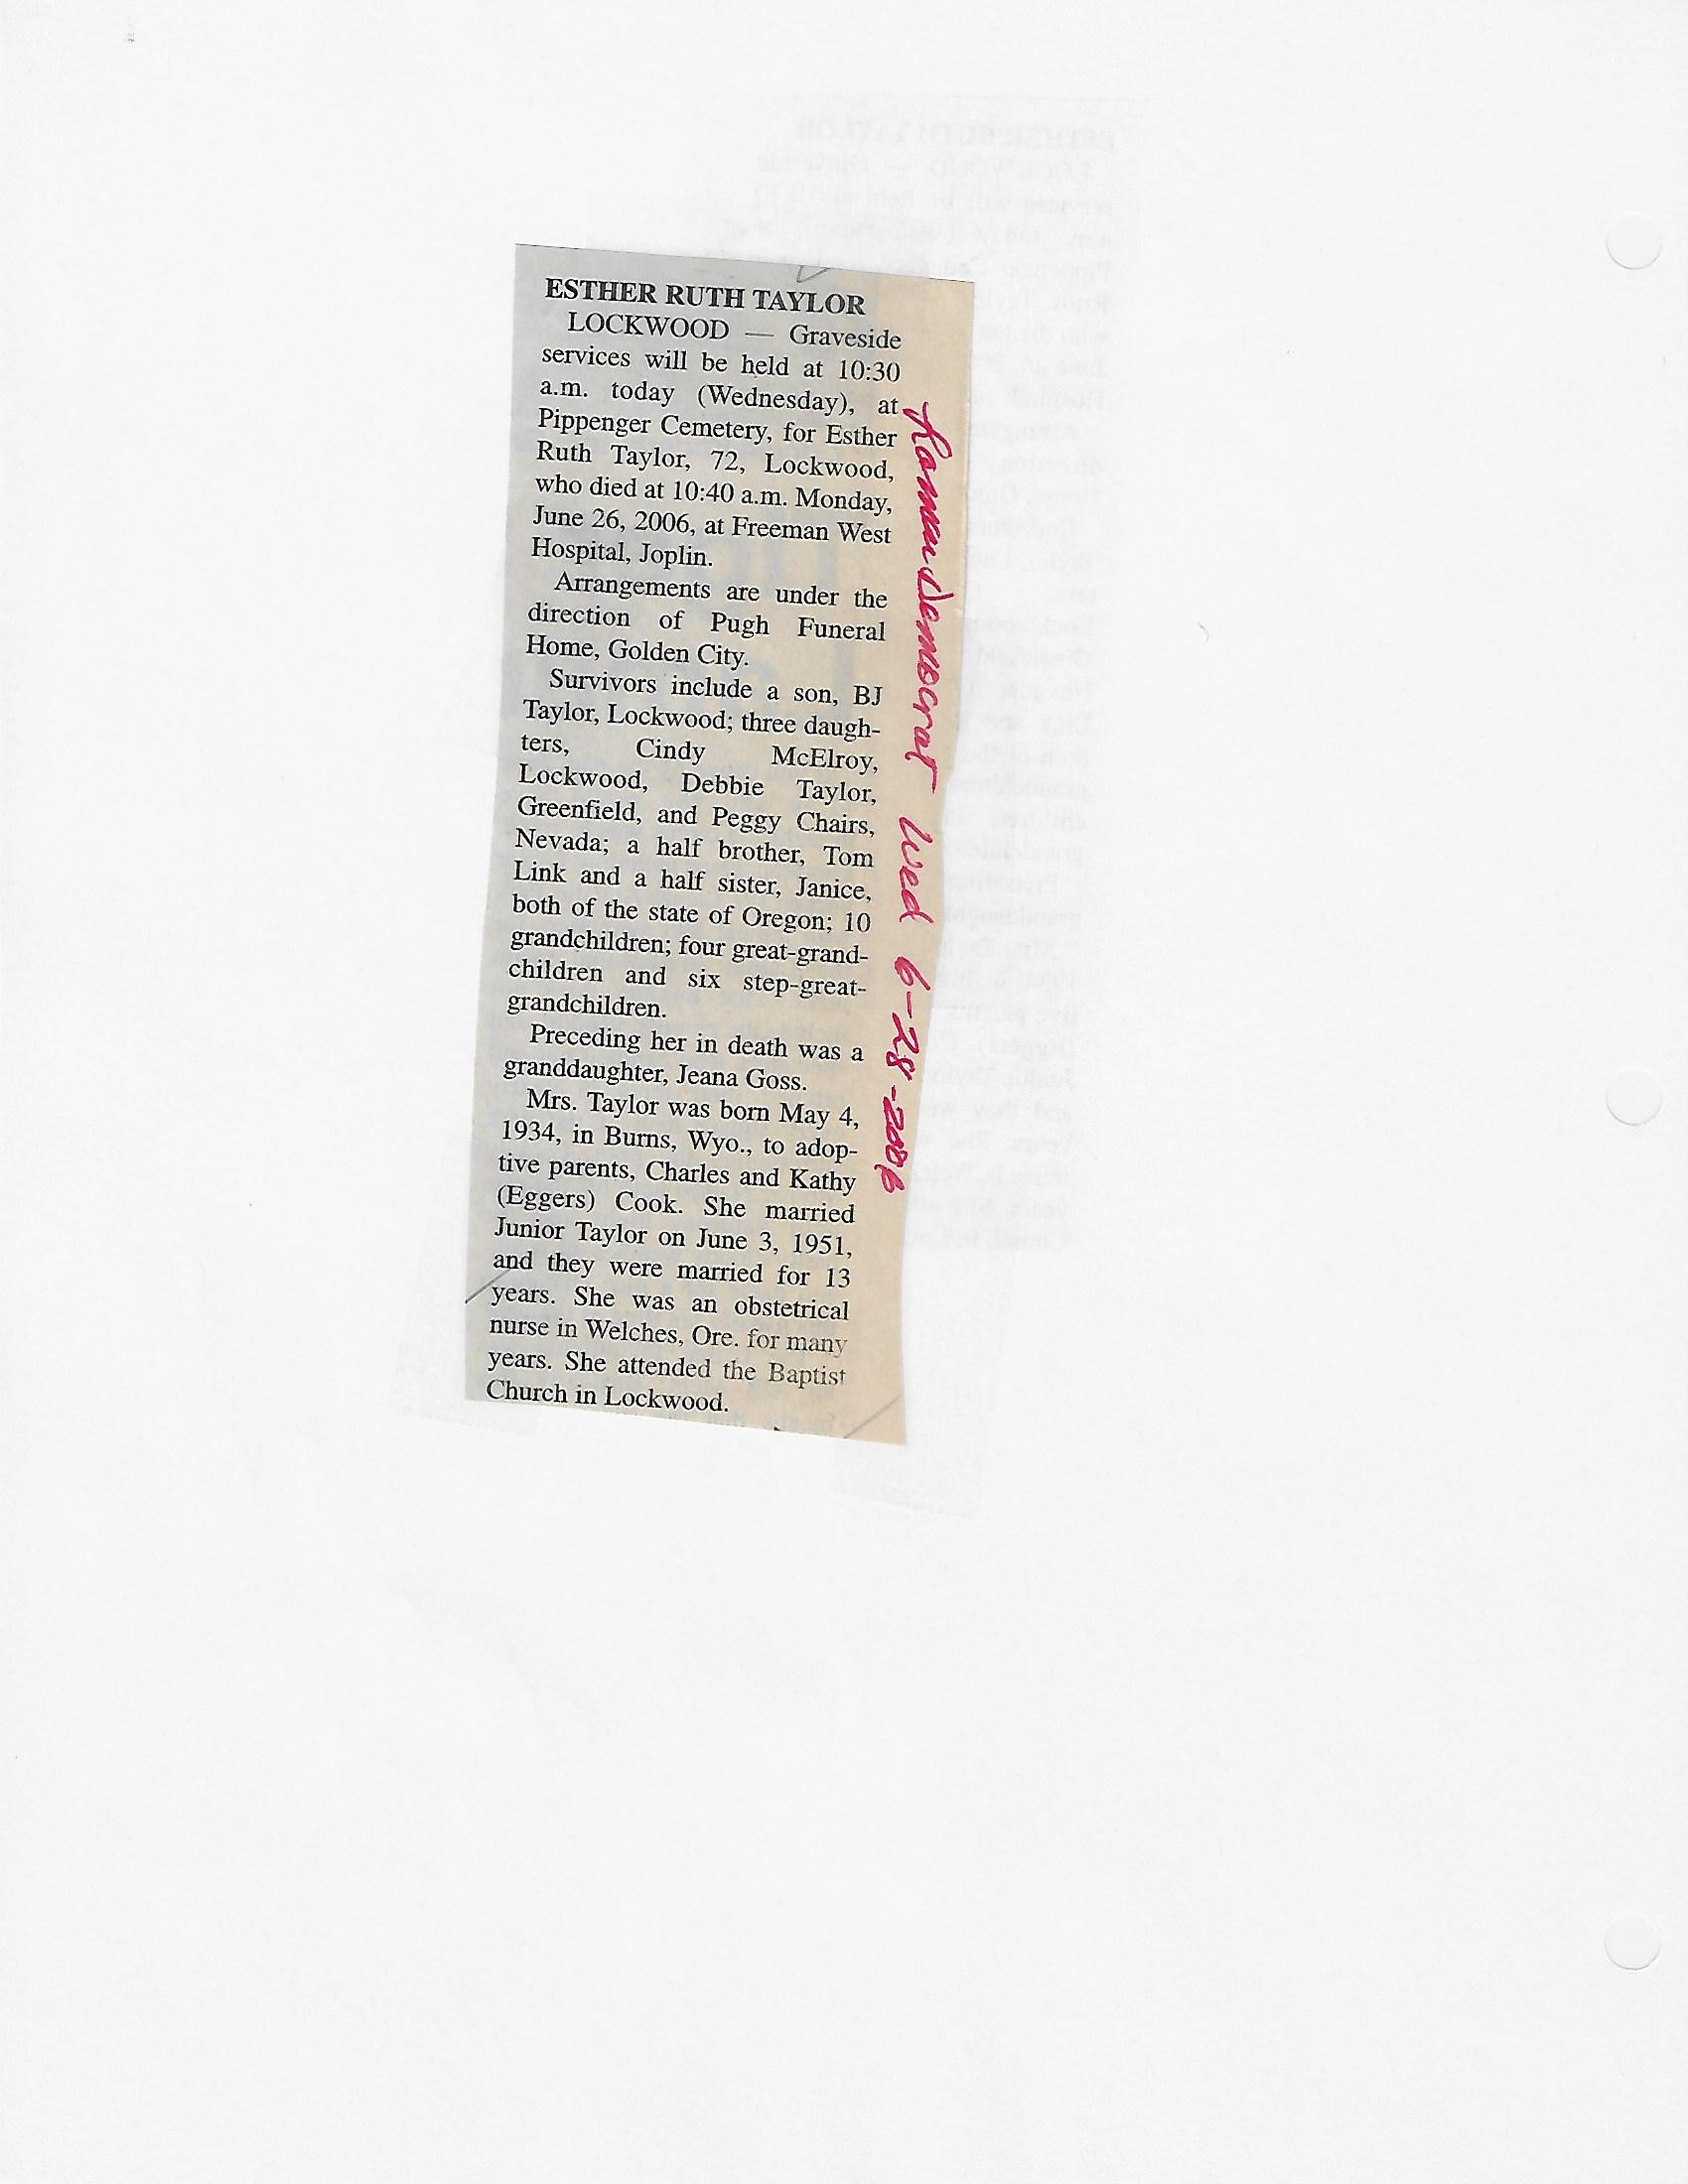 ESTHER RUTH TAYLOR
LOCKWOOD — Graveside
services will be held at 10:30
a.m. today (Wednesday), at
Pippenger Cemetery, for Esther
Ruth Taylor, 72, Lockwood,
who died at 10:40 a.m. Monday,
June 26, 2006, at Freeman West
Hospital, Joplin.
Arrangements are under the
direction of Pugh Funeral
Home, Golden City.
Survivors include a son, BJ
Taylor, Lockwood; three daugh-
ters, Cindy McElroy,
Lockwood, Debbie Taylor,
Greenfield, and Peggy Chairs,
Nevada; a half brother, Tom
Link and a half sister, Janice,
both of the state of Oregon; 10
grandchildren; four great-grand-
children and six step-great-
grandchildren.
Preceding her in death was a
granddaughter, Jeana Goss.
Mrs. Taylor was born May 4,
1934, in Burns, Wyo., to adop-
tive parents, Charles and Kathy
(Eggers) Cook. She married
Junior Taylor on June 3, 1951,
and they were married for 13
years. She was an obstetrical
nurse in Welches, Ore. for many
years. She attended the Baptist
Church in Lockwood.
Democrat Wed 6-28-2006